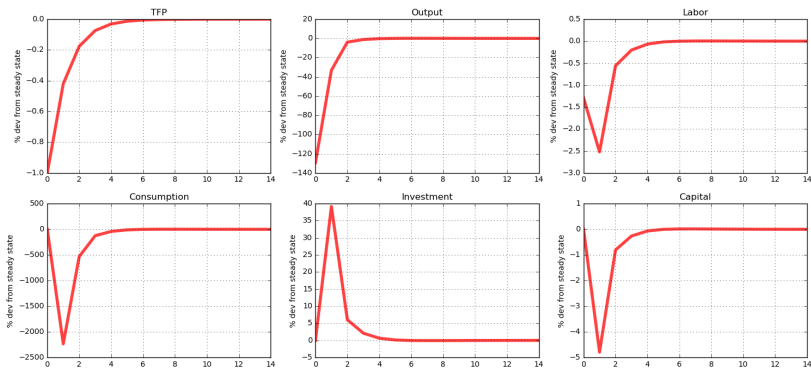 TFP
% dev from steady state
0.0
−0.2
−0.4
−0.6
−0.8
−1.0
0 2 4 6 8 10 12 14
Output
% dev from steady state
20
0
−20
−40
−60
−80
−100
−120
−140
0 2 4 6 8 10 12 14
Labor
% dev from steady state
0.5
0.0
−0.5
−1.0
−1.5
−2.0
−2.5
−3.0
0 2 4 6 8 10 12 14
Consumption
% dev from steady state
500
0
−500
−1000
−1500
−2000
−2500
0 2 4 6 8 10 12 14
Investment
% dev from steady state
40
35
30
25
20
15
10
5
0
−5
0 2 4 6 8 10 12 14
Capital
% dev from steady state
1
0
−1
−2
−3
−4
−5
0 2 4 6 8 10 12 14